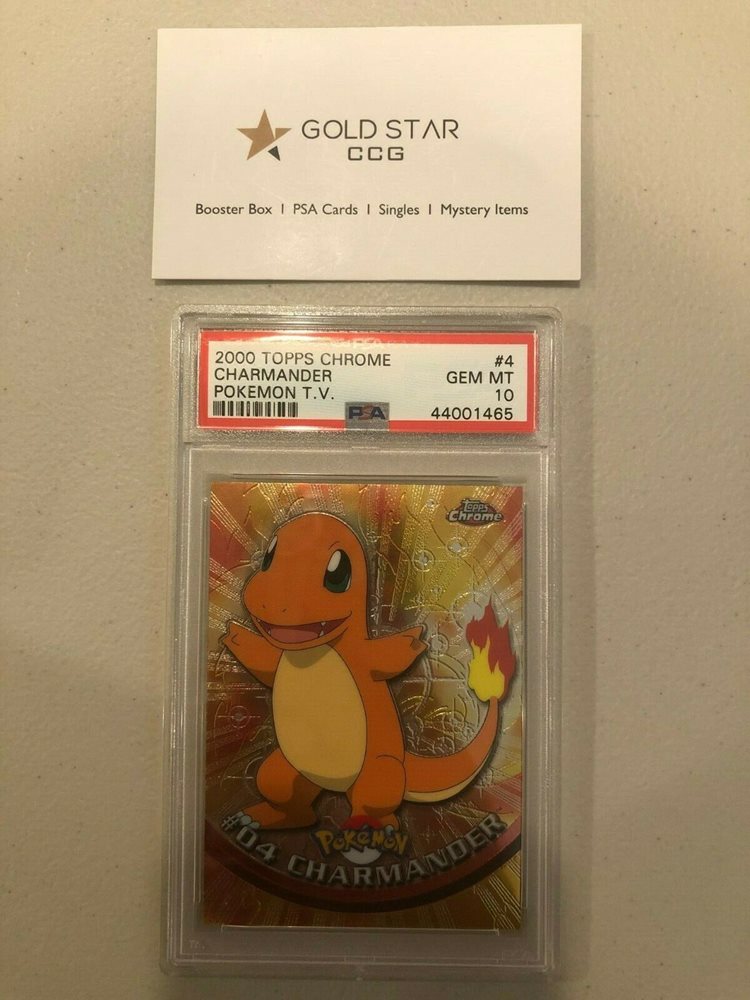 GOLD STAR
CCG
Booster Box I PSA Cards I Singles I Mystery Items
2000 TOPPS CHROME #4
CHARMANDER GEM MT
POKEMON T.V. 10
PSA 44001465
Topps
Chrome
Pokémon
#04 CHARMANDER